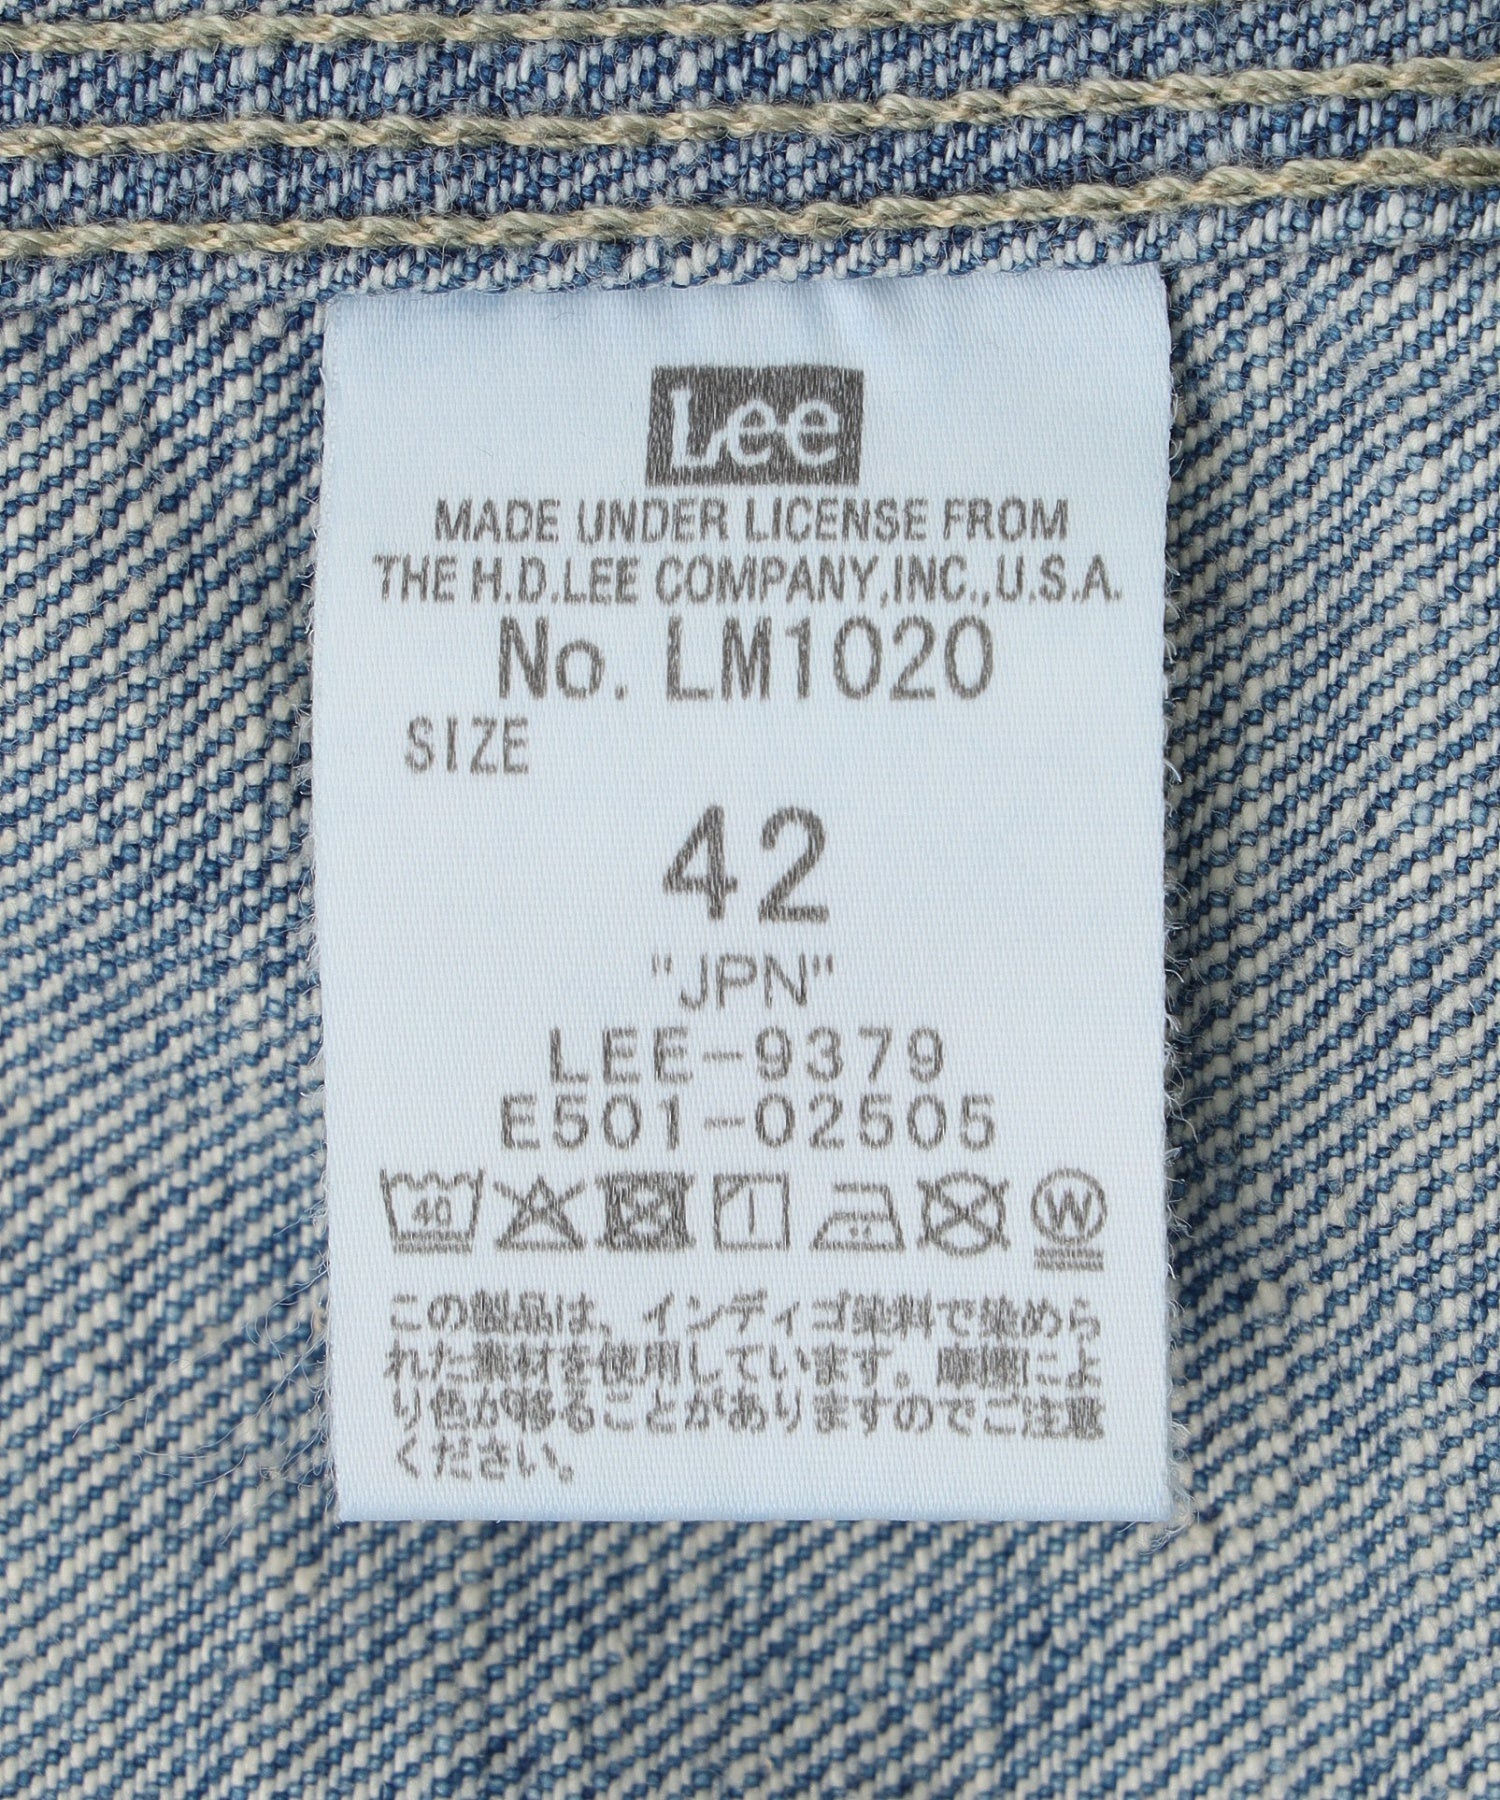 Lee
MADE UNDER LICENSE FROM
THE H.D.LEE COMPANY,INC.,U.S.A.
No. LM1020
SIZE
42
"JPN"
LEE-9379
E501-02505
40
W
この製品は、インディゴ染料で染めら
れた素材を使用しています。摩擦によ
り色が移ることがありますのでご注意
ください。